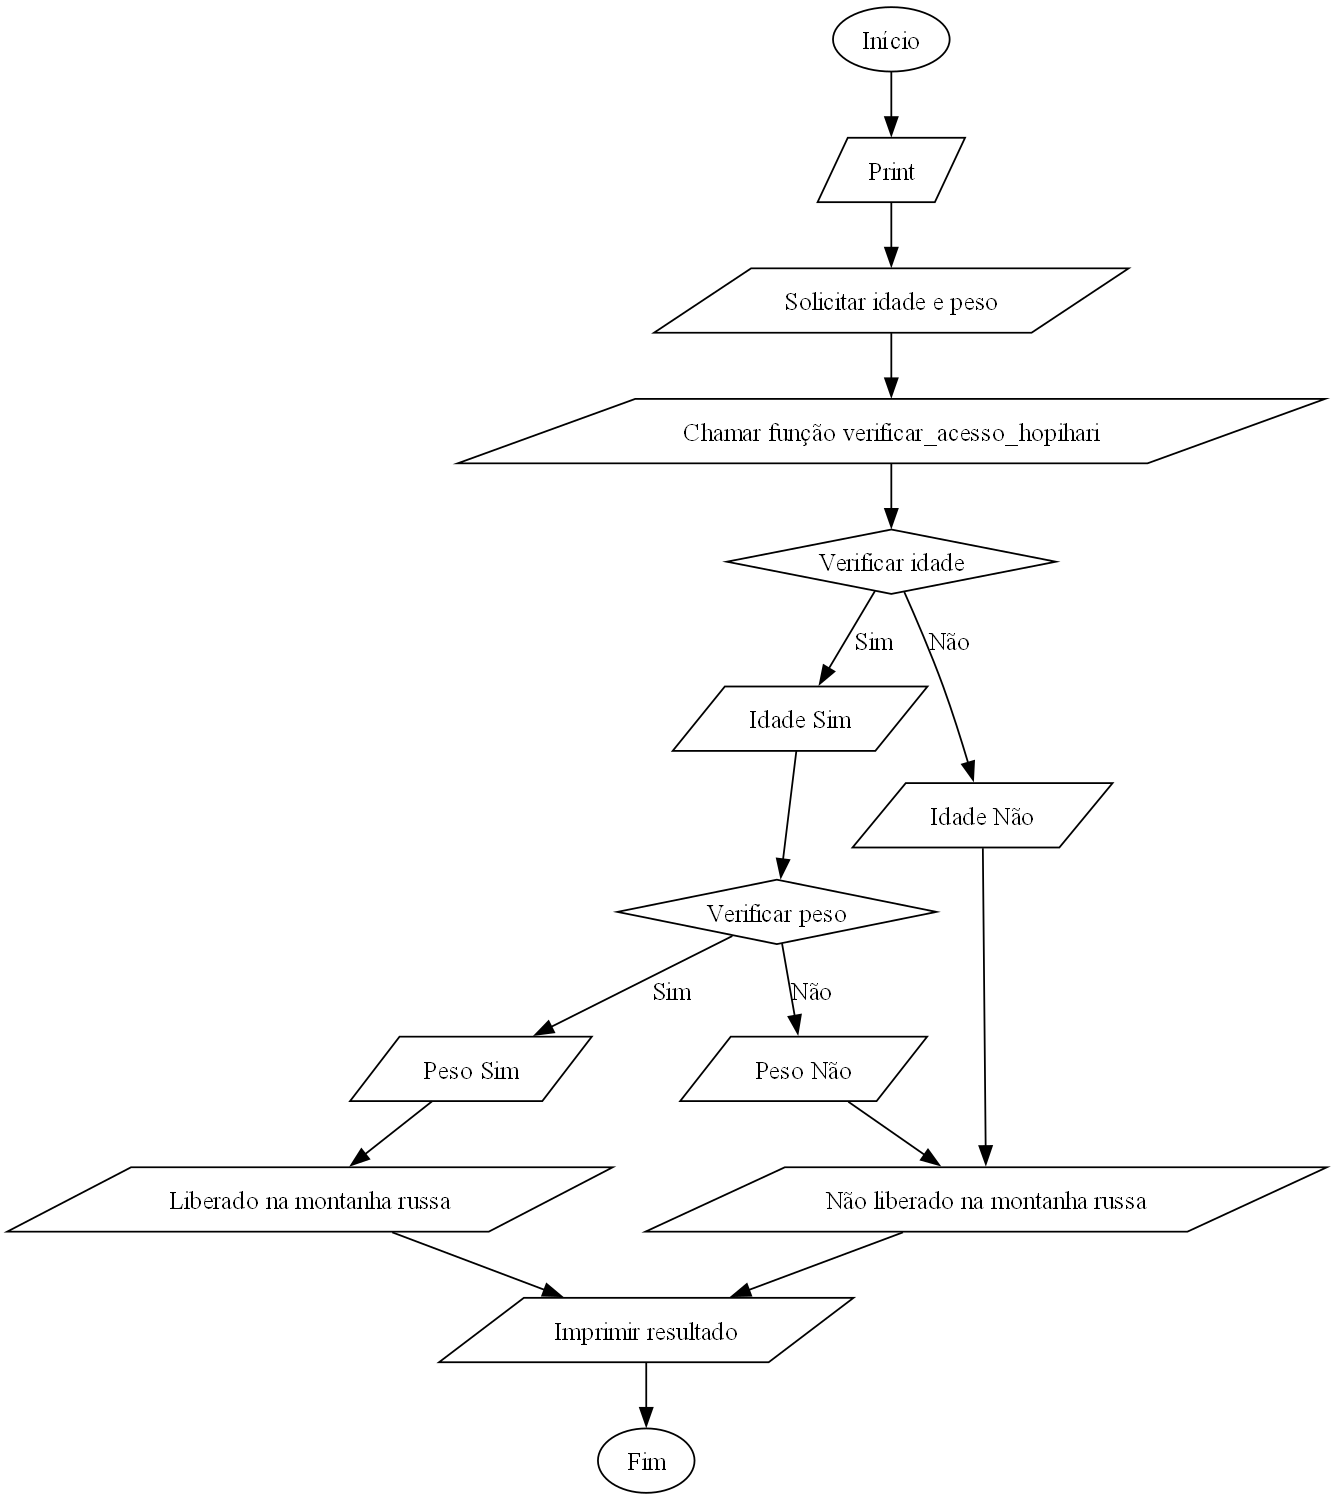 Início
Print
Solicitar idade e peso
Chamar função verificar_acesso_hopihari
Verificar idade
Sim
Não
Idade Sim
Idade Não
Verificar peso
Sim
Não
Peso Sim
Peso Não
Liberado na montanha russa
Não liberado na montanha russa
Imprimir resultado
Fim